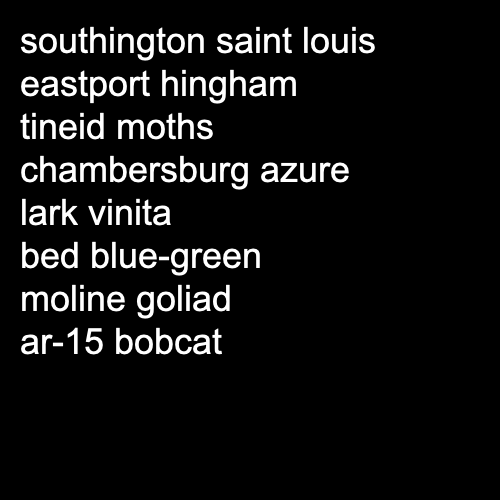 southington saint louis
eastport hingham
tineid moths
chambersburg azure
lark vinita
bed blue-green
moline goliad
ar-15 bobcat